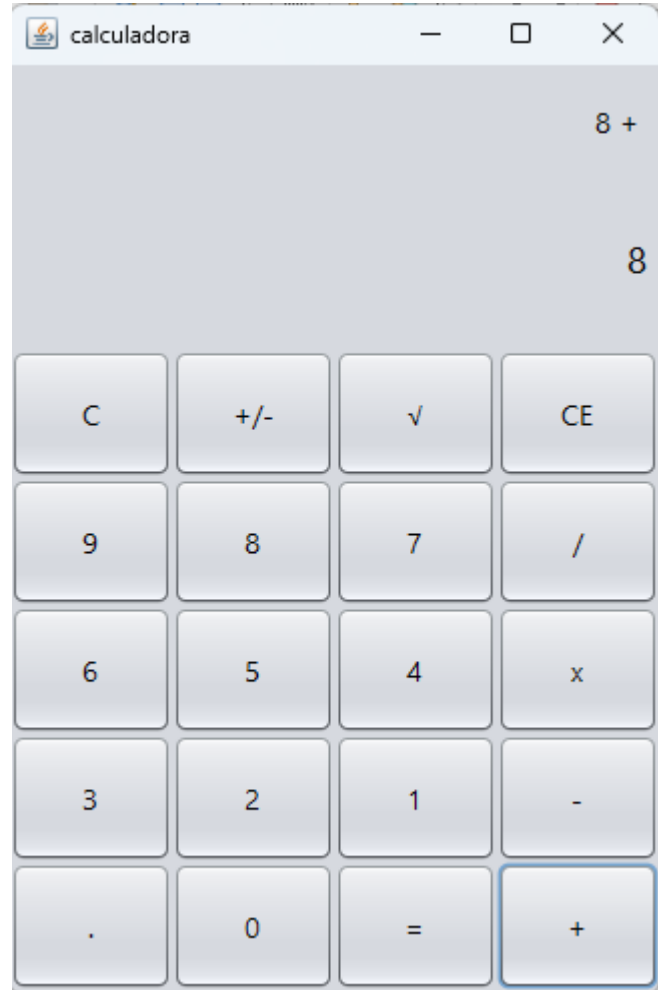 calculadora
8 +
8
C +/- √ CE
9 8 7 /
6 5 4 x
3 2 1 -
. 0 = +